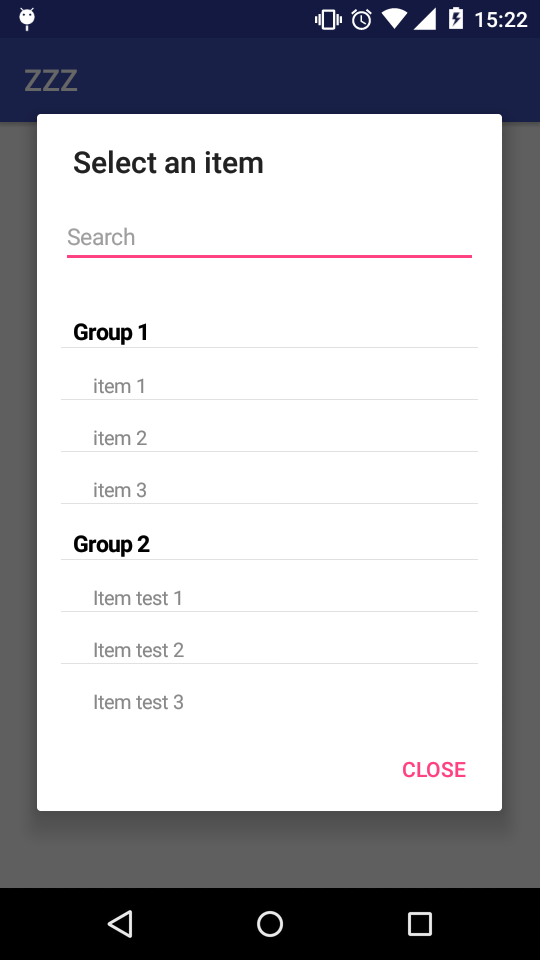 15:22
ZZZ
Select an item
Search
Group 1
item 1
item 2
item 3
Group 2
Item test 1
Item test 2
Item test 3
CLOSE